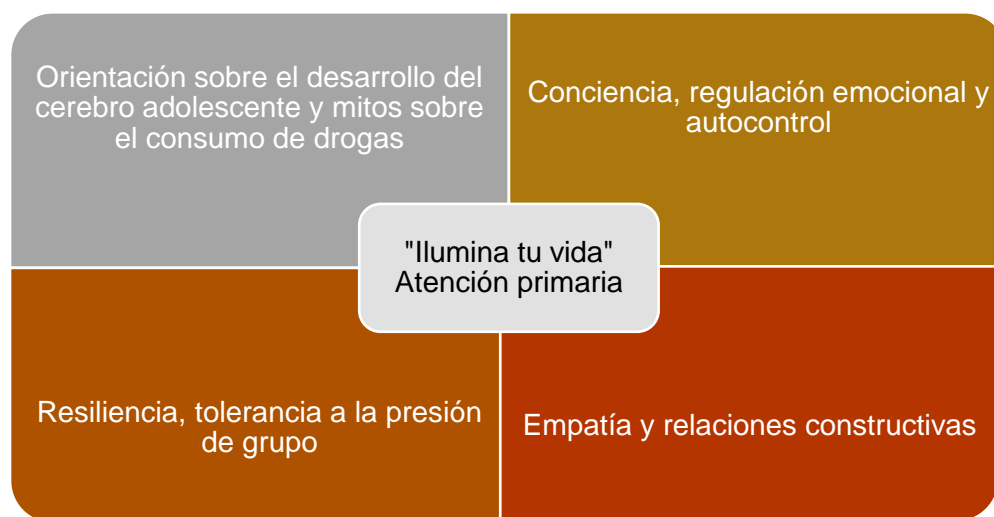 Orientación sobre el desarrollo del
cerebro adolescente y mitos sobre
el consumo de drogas
Conciencia, regulación emocional y
autocontrol
"Ilumina tu vida"
Atención primaria
Resiliencia, tolerancia a la presión
de grupo
Empatía y relaciones constructivas